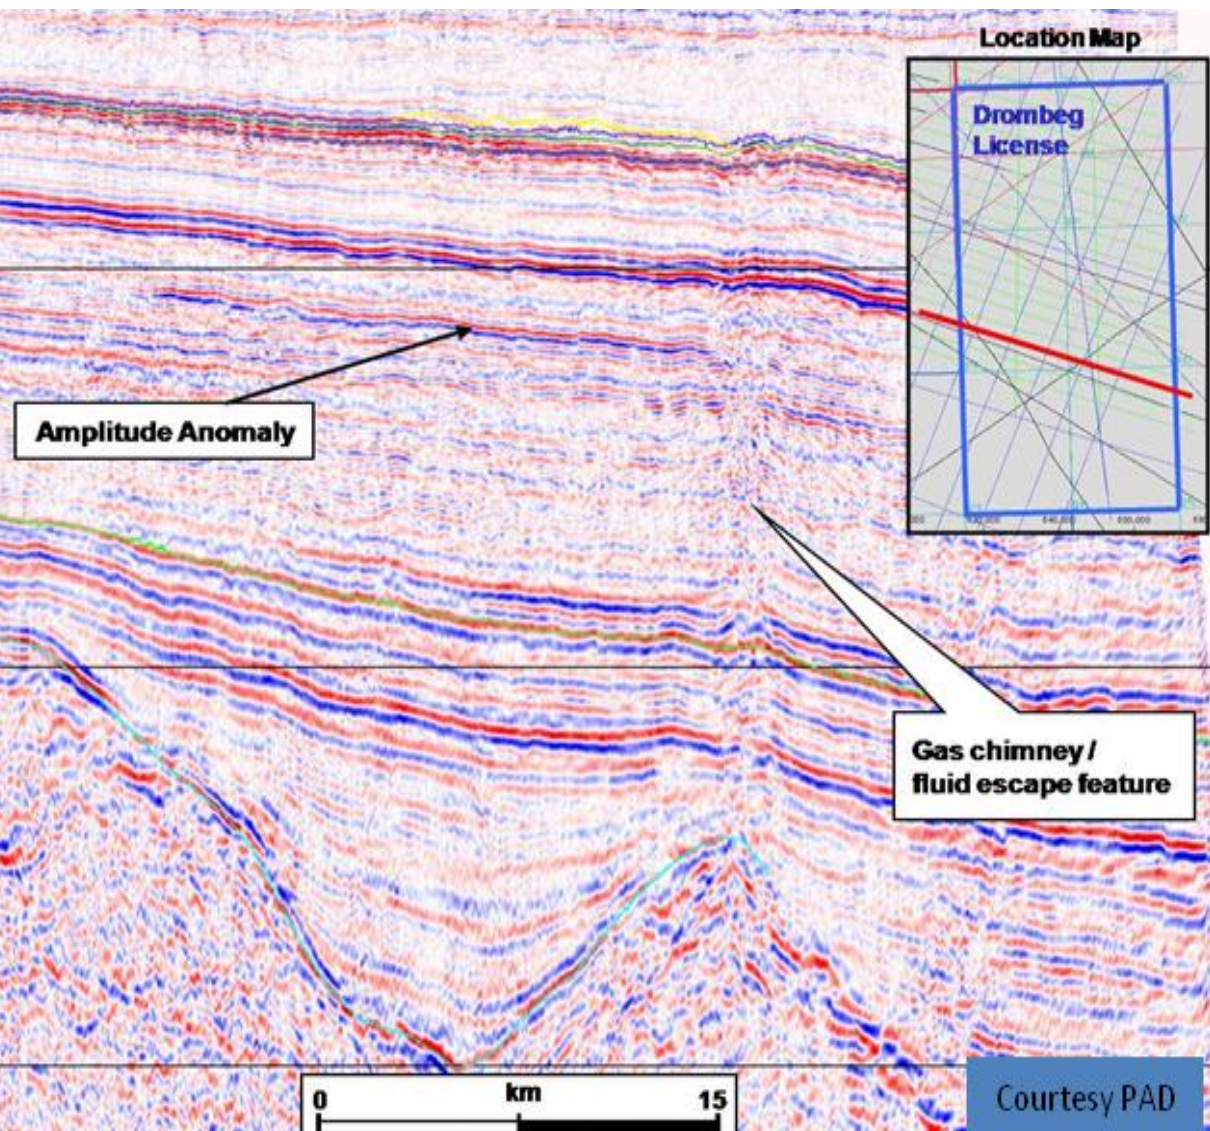 Location Map
Drombeg
License
Amplitude Anomaly
Gas chimney /
fluid escape feature
km
0 15
Courtesy PAD